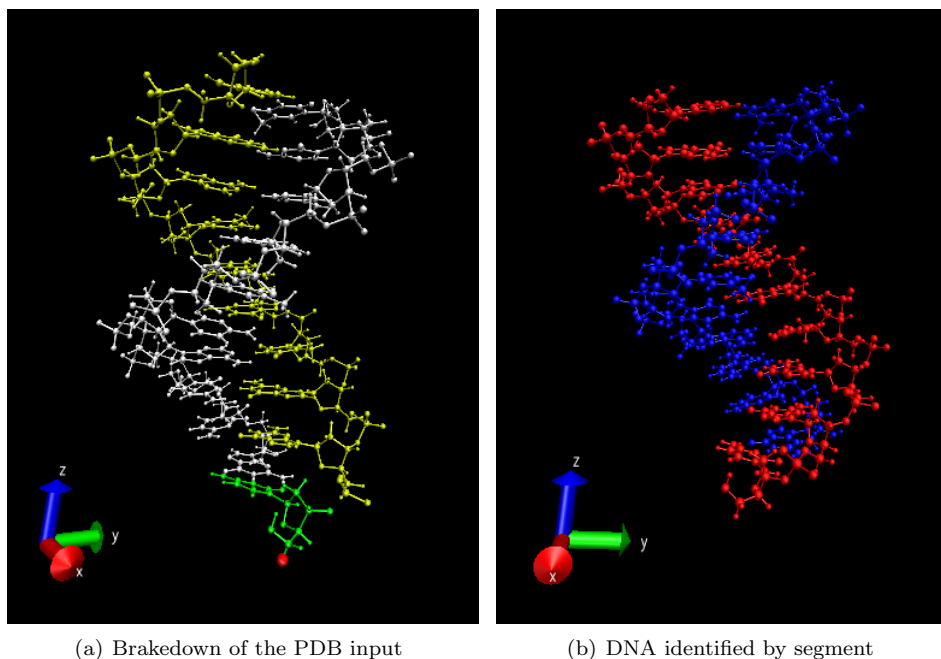 z
y
x
z
y
x
(a) Brakedown of the PDB input
(b) DNA identified by segment